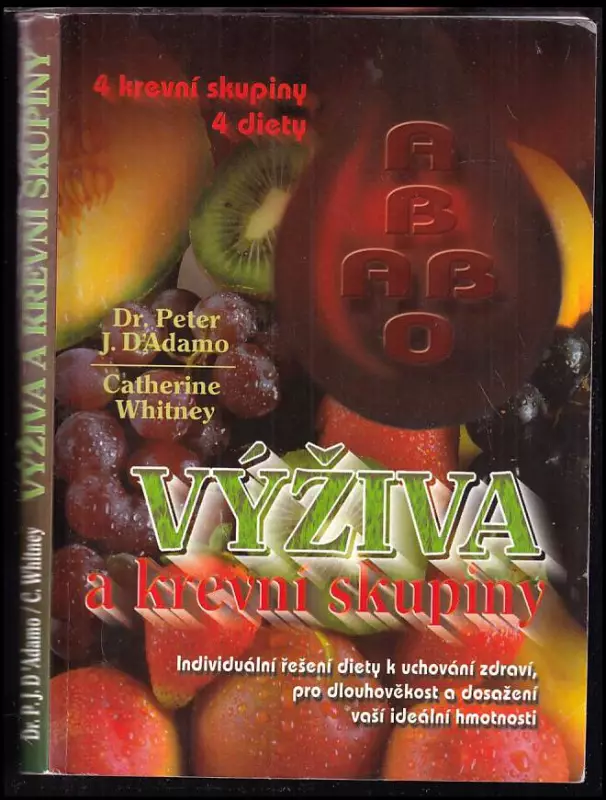 4 krevní skupiny
4 diety
A
B
A B B
O
Dr. Peter
J. D'Adamo
Catherine
Whitney
VÝŽIVA
a krevní skupiny
Individuální řešení diety k uchování zdraví,
pro dlouhověkost a dosažení
vaší ideální hmotnosti
Dr. P. J. D'Adamo / C. Whitney VÝŽIVA A KREVNÍ SKUPINY